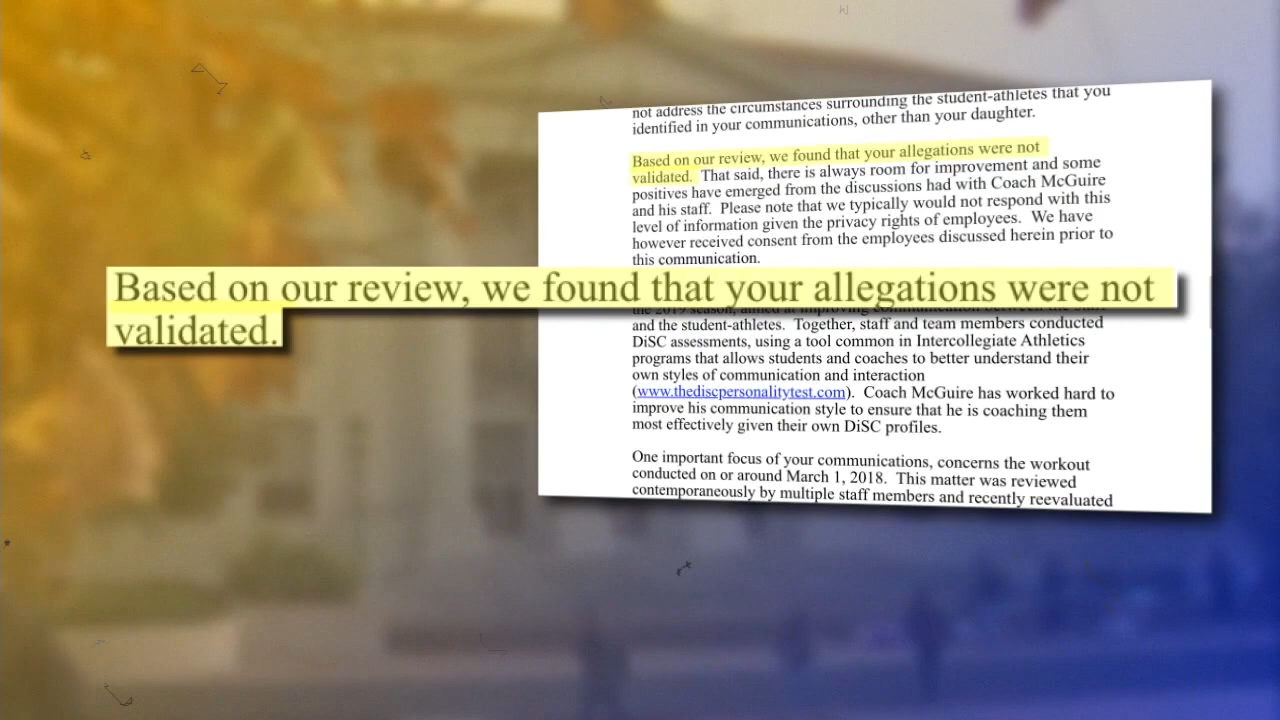 not address the circumstances surrounding the student-athletes that you
identified in your communications, other than your daughter.
Based on our review, we found that your allegations were not
validated. That said, there is always room for improvement and some
positives have emerged from the discussions had with Coach McGuire
and his staff. Please note that we typically would not respond with this
level of information given the privacy rights of employees. We have
however received consent from the employees discussed herein prior to
this communication.
Based on our review, we found that your allegations were not
validated.
the 2019 season, aimed at improving communication between the
and the student-athletes. Together, staff and team members conducted
DiSC assessments, using a tool common in Intercollegiate Athletics
programs that allows students and coaches to better understand their
own styles of communication and interaction
(www.thediscpersonalitytest.com). Coach McGuire has worked hard to
improve his communication style to ensure that he is coaching them
most effectively given their own DiSC profiles.
One important focus of your communications, concerns the workout
conducted on or around March 1, 2018. This matter was reviewed
contemporaneously by multiple staff members and recently reevaluated